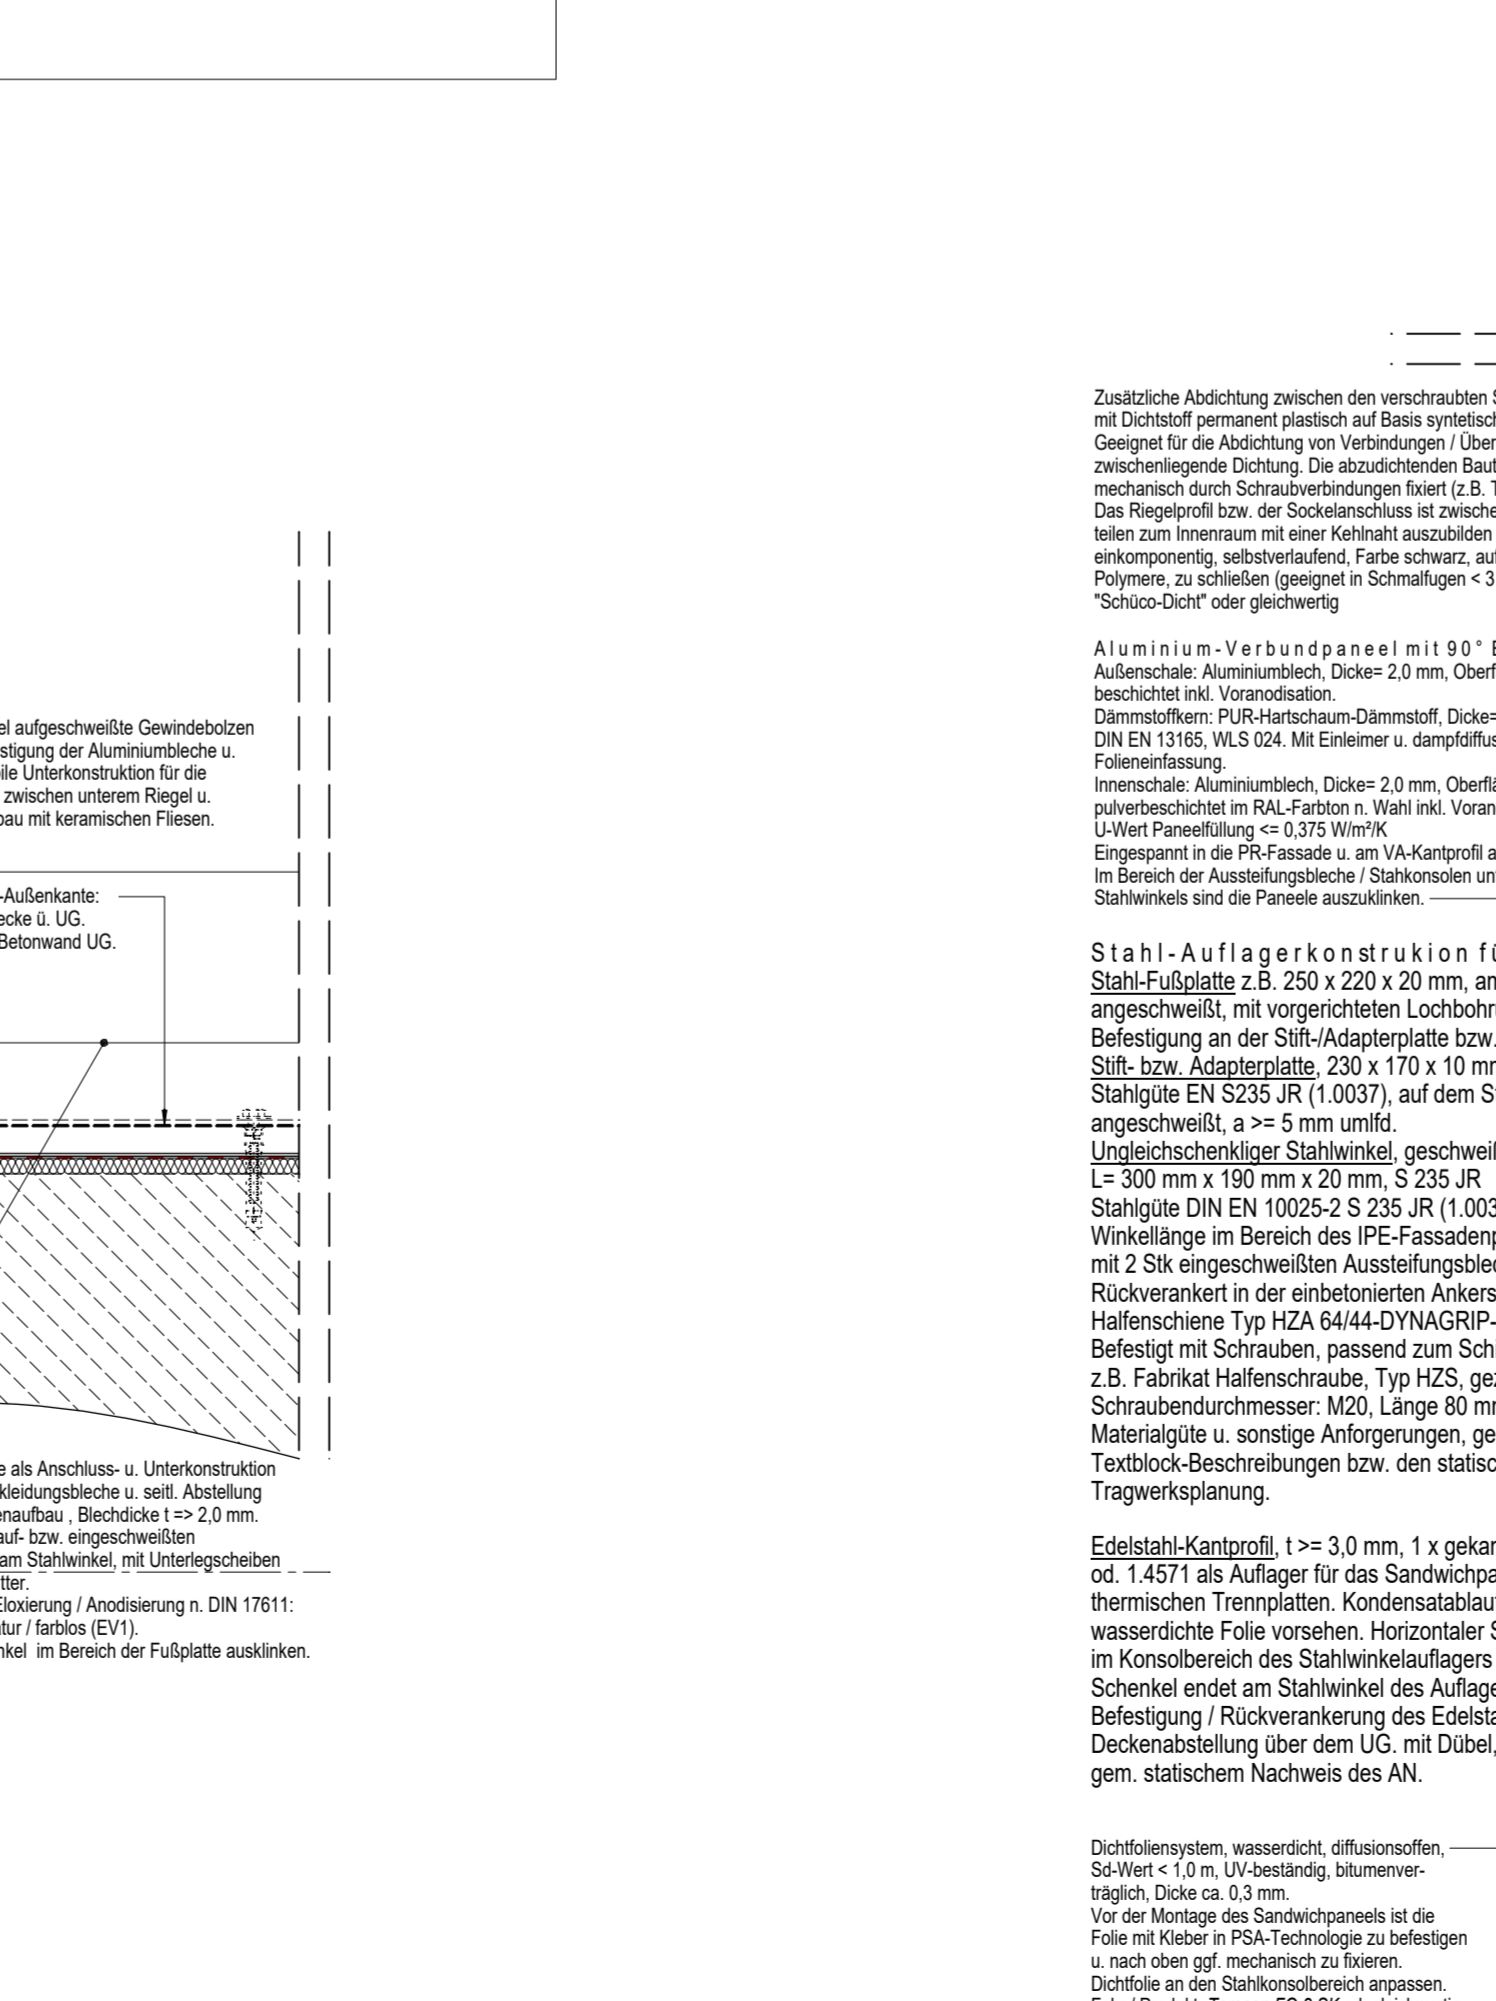 el aufgeschweißte Gewindebolzen
stigung der Aluminiumbleche u.
ile Unterkonstruktion für die
zwischen unterem Riegel u.
bau mit keramischen Fliesen.
-Außenkante:
ecke ü. UG.
Betonwand UG.
e als Anschluss- u. Unterkonstruktion
kleidungsbleche u. seitl. Abstellung
enaufbau , Blechdicke t => 2,0 mm.
auf- bzw. eingeschweißten
am Stahlwinkel, mit Unterlegscheiben
tter.
Eloxierung / Anodisierung n. DIN 17611:
tur / farblos (EV1).
nkel im Bereich der Fußplatte ausklinken.
Zusätzliche Abdichtung zwischen den verschraubten
mit Dichtstoff permanent plastisch auf Basis syntetisch
Geeignet für die Abdichtung von Verbindungen / Über
zwischenliegende Dichtung. Die abzudichtenden Baut
mechanisch durch Schraubverbindungen fixiert (z.B. T
Das Riegelprofil bzw. der Sockelanschluss ist zwische
teilen zum Innenraum mit einer Kehlnaht auszubilden
einkomponentig, selbstverlaufend, Farbe schwarz, auf
Polymere, zu schließen (geeignet in Schmalfugen < 3
"Schüco-Dicht" oder gleichwertig
Aluminium-Verbundpaneel mit 90°
Außenschale: Aluminiumblech, Dicke= 2,0 mm, Oberf
beschichtet inkl. Voranodisation.
Dämmstoffkern: PUR-Hartschaum-Dämmstoff, Dicke=
DIN EN 13165, WLS 024. Mit Einleimer u. dampfdiffus
Folieneinfassung.
Innenschale: Aluminiumblech, Dicke= 2,0 mm, Oberflä
pulverbeschichtet im RAL-Farbton n. Wahl inkl. Voran
U-Wert Paneelfüllung <= 0,375 W/m²/K
Eingespannt in die PR-Fassade u. am VA-Kantprofil a
Im Bereich der Aussteifungsbleche / Stahkonsolen un
Stahlwinkels sind die Paneele auszuklinken.
Stahl-Auflagerkonstrukion fü
Stahl-Fußplatte z.B. 250 x 220 x 20 mm, am
angeschweißt, mit vorgerichteten Lochbohr
Befestigung an der Stift-/Adapterplatte bzw.
Stift- bzw. Adapterplatte, 230 x 170 x 10 mm
Stahlgüte EN S235 JR (1.0037), auf dem S
angeschweißt, a >= 5 mm umlfd.
Ungleichschenkliger Stahlwinkel, geschweiß
L= 300 mm x 190 mm x 20 mm, S 235 JR
Stahlgüte DIN EN 10025-2 S 235 JR (1.003
Winkellänge im Bereich des IPE-Fassadenp
mit 2 Stk eingeschweißten Aussteifungsblec
Rückverankert in der einbetonierten Ankers
Halfenschiene Typ HZA 64/44-DYNAGRIP-
Befestigt mit Schrauben, passend zum Schi
z.B. Fabrikat Halfenschraube, Typ HZS, gez
Schraubendurchmesser: M20, Länge 80 mm
Materialgüte u. sonstige Anforgerungen, ge
Textblock-Beschreibungen bzw. den statisc
Tragwerksplanung.
Edelstahl-Kantprofil, t >= 3,0 mm, 1 x gekan
od. 1.4571 als Auflager für das Sandwichpa
thermischen Trennplatten. Kondensatablauf
wasserdichte Folie vorsehen. Horizontaler S
im Konsolbereich des Stahlwinkelauflagers
Schenkel endet am Stahlwinkel des Auflage
Befestigung / Rückverankerung des Edelsta
Deckenabstellung über dem UG. mit Dübel,
gem. statischem Nachweis des AN.
Dichtfoliensystem, wasserdicht, diffusionsoffen,
Sd-Wert < 1,0 m, UV-beständig, bitumenver-
träglich, Dicke ca. 0,3 mm.
Vor der Montage des Sandwichpaneels ist die
Folie mit Kleber in PSA-Technologie zu befestigen
u. nach oben ggf. mechanisch zu fixieren.
Dichtfolie an den Stahlkonsolbereich anpassen.